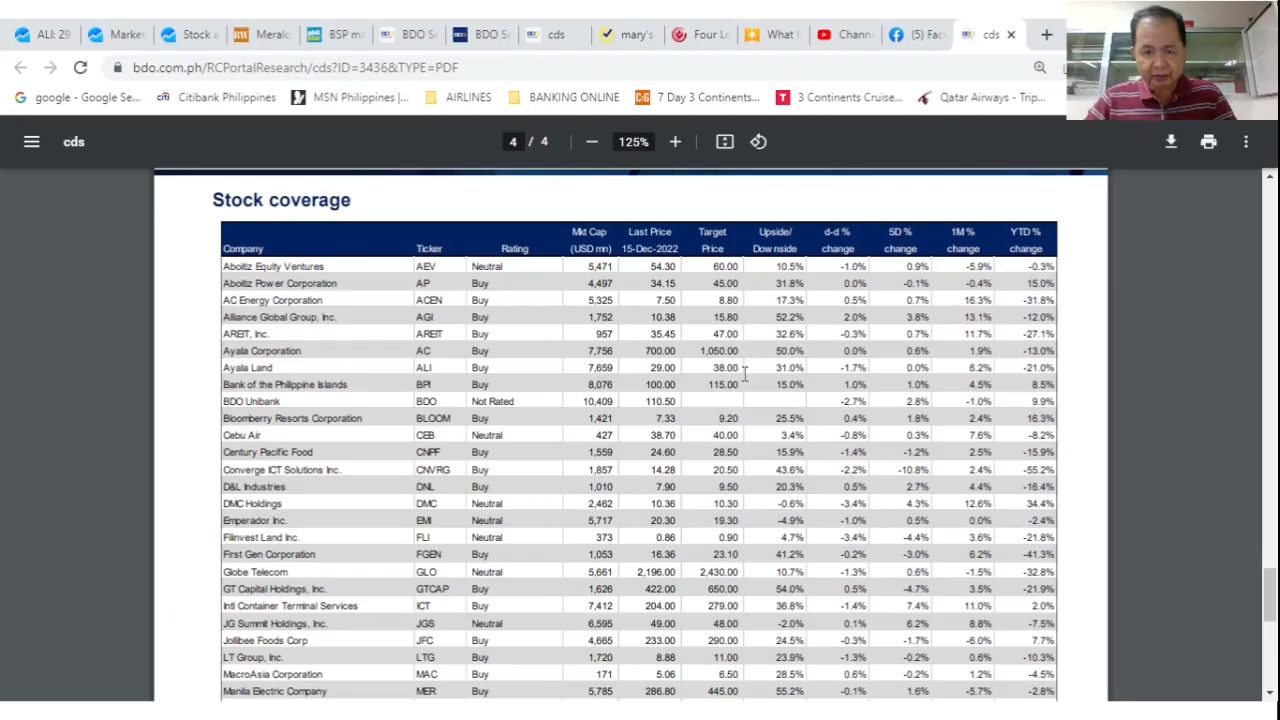 ALI: 29 Market Stock a Meralc BSP ma BDO Se BDO Se cds mary's Four Le What I Chann (5) Fac cds
bdo.com.ph/RCPortalResearch/cds?ID=3 TYPE=PDF
google - Google Se... citi Citibank Philippines MSN Philippines |... AIRLINES BANKING ONLINE 7 Day 3 Continents... 3 Continents Cruise... Qatar Airways - Trip...
cds 4 / 4 125%
Stock coverage
Mkt Cap Last Price Target Upside/ d-d % 5D % 1M % YTD %
Company Ticker Rating (USD mn) 15-Dec-2022 Price Downside change change change change
Aboitiz Equity Ventures AEV Neutral 5,471 54.30 60.00 10.5% -1.0% 0.9% -5.9% -0.3%
Aboitiz Power Corporation AP Buy 4,497 34.15 45.00 31.8% 0.0% -0.1% -0.4% 15.0%
AC Energy Corporation ACEN Buy 5,325 7.50 8.80 17.3% 0.5% 0.7% 16.3% -31.8%
Alliance Global Group, Inc. AGI Buy 1,752 10.38 15.80 52.2% 2.0% 3.8% 13.1% -12.0%
AREIT, Inc. AREIT Buy 957 35.45 47.00 32.6% -0.3% 0.7% 11.7% -27.1%
Ayala Corporation AC Buy 7,756 700.00 1,050.00 50.0% 0.0% 0.6% 1.9% -13.0%
Ayala Land ALI Buy 7,659 29.00 38.00 31.0% -1.7% 0.0% 6.2% -21.0%
Bank of the Philippine Islands BPI Buy 8,076 100.00 115.00 15.0% 1.0% 1.0% 4.5% 8.5%
BDO Unibank BDO Not Rated 10,409 110.50 -2.7% 2.8% -1.0% 9.9%
Bloomberry Resorts Corporation BLOOM Buy 1,421 7.33 9.20 25.5% 0.4% 1.8% 2.4% 16.3%
Cebu Air CEB Neutral 427 38.70 40.00 3.4% -0.8% 0.3% 7.6% -8.2%
Century Pacific Food CNPF Buy 1,559 24.60 28.50 15.9% -1.4% -1.2% 2.5% -15.9%
Converge ICT Solutions Inc. CNVRG Buy 1,857 14.28 20.50 43.6% -2.2% -10.8% 2.4% -55.2%
D&L Industries DNL Buy 1,010 7.90 9.50 20.3% 0.5% 2.7% 4.4% -16.4%
DMC Holdings DMC Neutral 2,462 10.36 10.30 -0.6% -3.4% 4.3% 12.6% 34.4%
Emperador Inc. EMI Neutral 5,717 20.30 19.30 -4.9% -1.0% 0.5% 0.0% -2.4%
Filinvest Land Inc. FLI Neutral 373 0.86 0.90 4.7% -3.4% -4.4% 3.6% -21.8%
First Gen Corporation FGEN Buy 1,053 16.36 23.10 41.2% -0.2% -3.0% 6.2% -41.3%
Globe Telecom GLO Neutral 5,661 2,196.00 2,430.00 10.7% -1.3% 0.6% -1.5% -32.8%
GT Capital Holdings, Inc. GTCAP Buy 1,626 422.00 650.00 54.0% 0.5% -4.7% 3.5% -21.9%
Intl Container Terminal Services ICT Buy 7,412 204.00 279.00 36.8% -1.4% 7.4% 11.0% 2.0%
JG Summit Holdings, Inc. JGS Neutral 6,595 49.00 48.00 -2.0% 0.1% 6.2% 8.8% -7.5%
Jollibee Foods Corp JFC Buy 4,665 233.00 290.00 24.5% -0.3% -1.7% -6.0% 7.7%
LT Group, Inc. LTG Buy 1,720 8.88 11.00 23.9% -1.3% -0.2% 0.6% -10.3%
MacroAsia Corporation MAC Buy 171 5.06 6.50 28.5% 0.6% -0.2% 1.2% -4.5%
Manila Electric Company MER Buy 5,785 286.80 445.00 55.2% -0.1% 1.6% -5.7% -2.8%